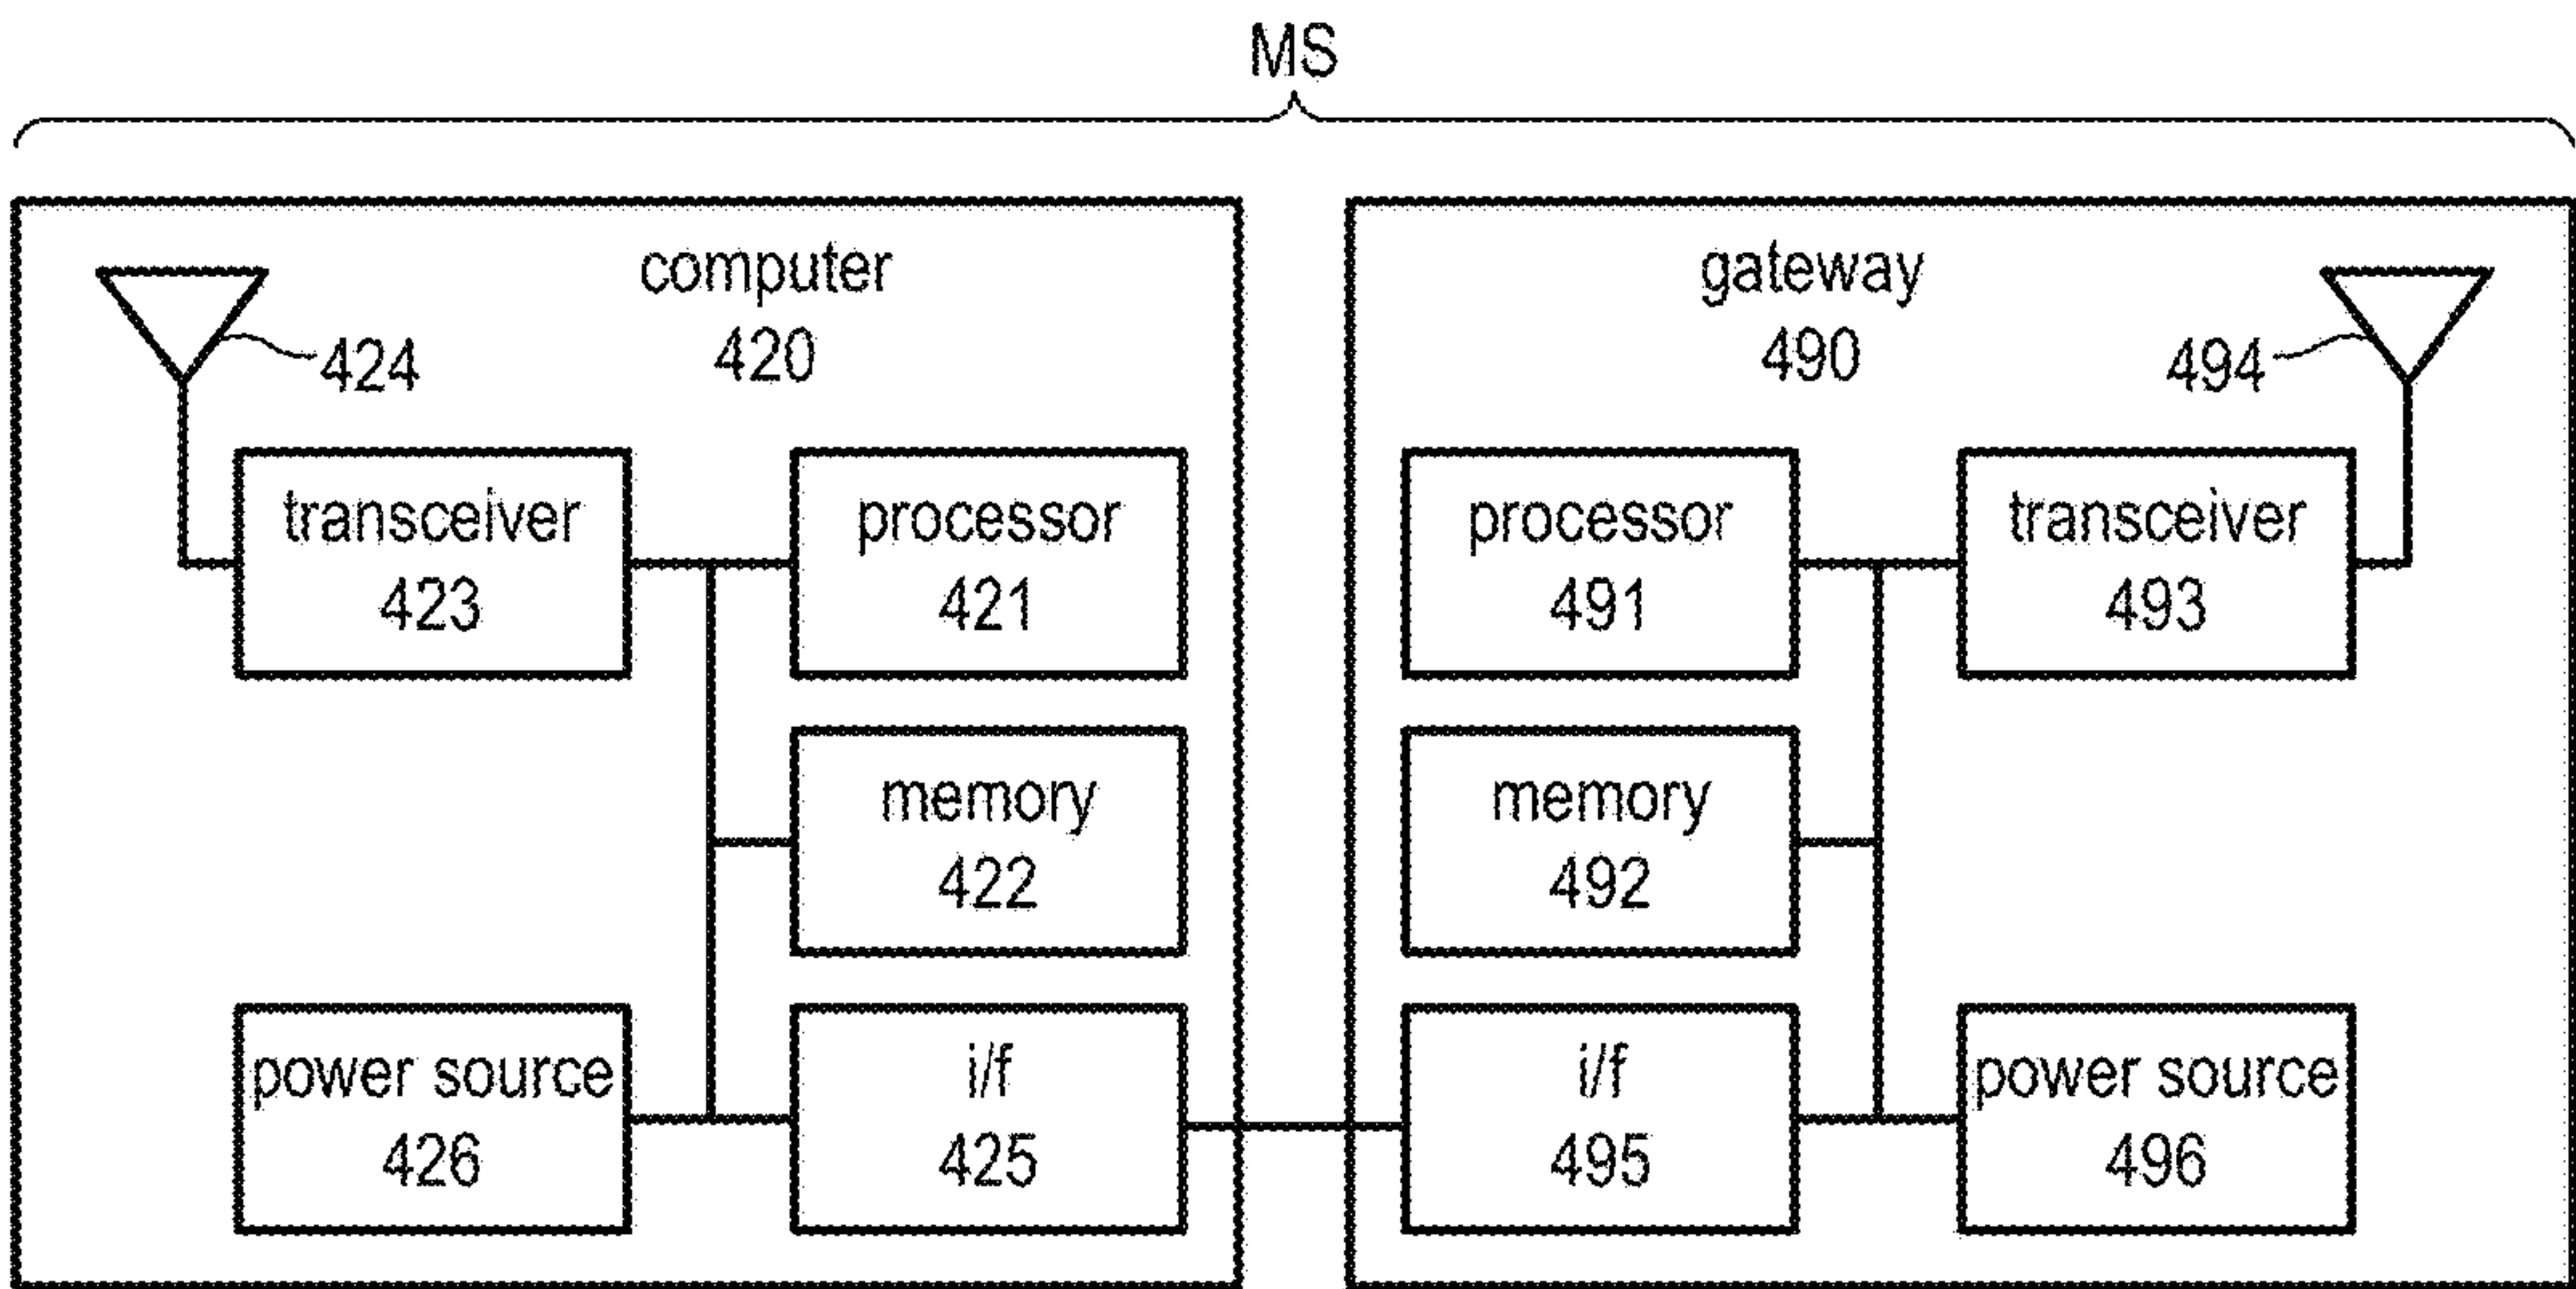 MS
computer
420
424
transceiver
423
processor
421
memory
422
power source
426
i/f
425
gateway
490
494
processor
491
transceiver
493
memory
492
i/f
495
power source
496